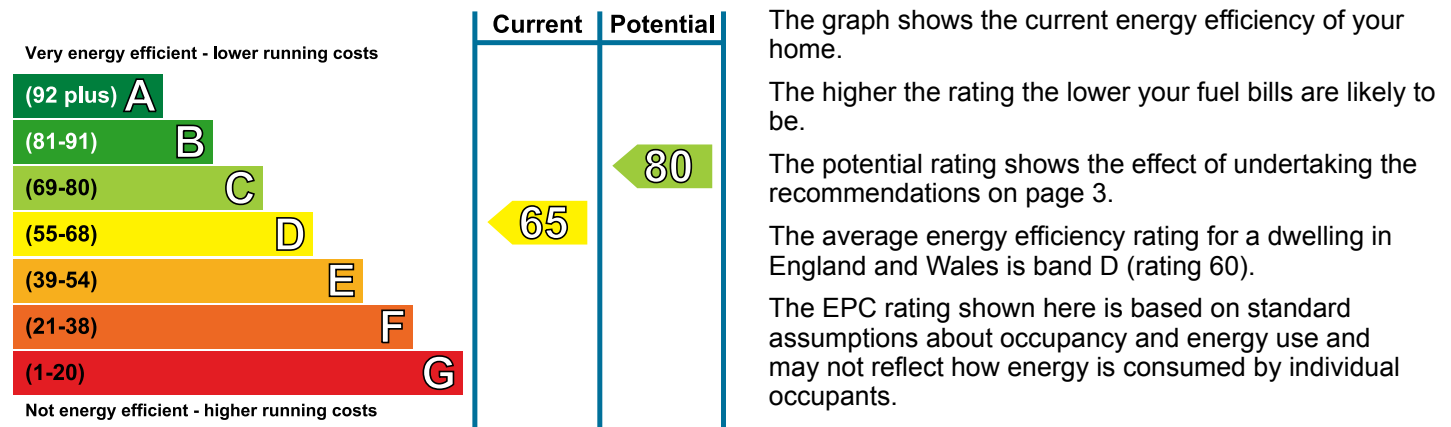 Current Potential
Very energy efficient - lower running costs
(92 plus) A
(81-91) B
80
(69-80) C
65
(55-68) D
(39-54) E
(21-38) F
(1-20) G
Not energy efficient - higher running costs
The graph shows the current energy efficiency of your
home.
The higher the rating the lower your fuel bills are likely to
be.
The potential rating shows the effect of undertaking the
recommendations on page 3.
The average energy efficiency rating for a dwelling in
England and Wales is band D (rating 60).
The EPC rating shown here is based on standard
assumptions about occupancy and energy use and
may not reflect how energy is consumed by individual
occupants.